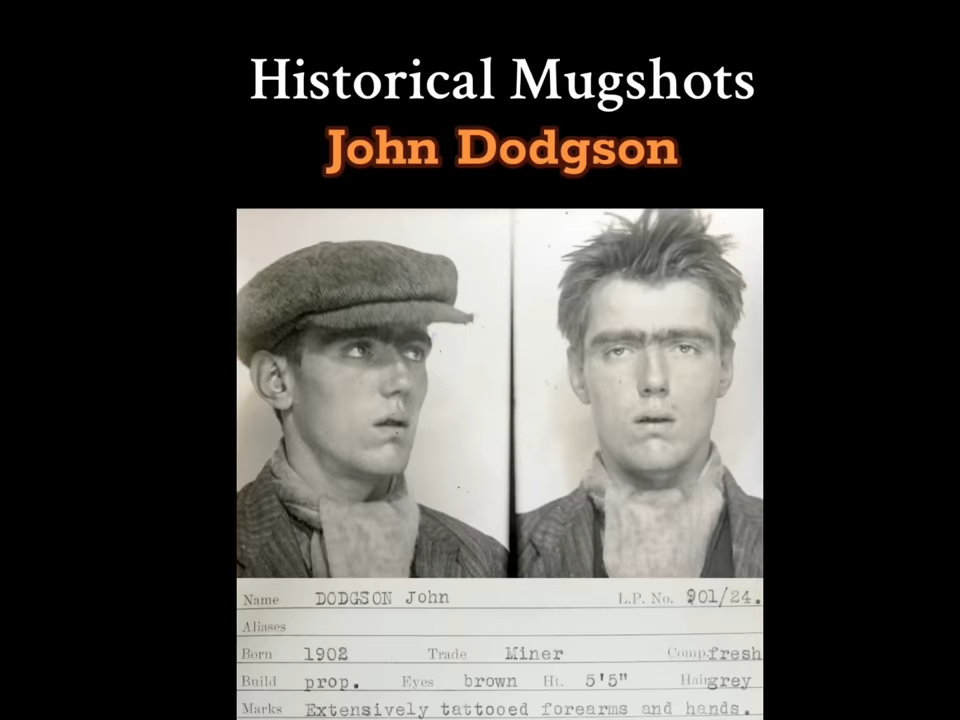 Historical Mugshots
John Dodgson
Name DODGSON John L.P. No. 901/24.
Aliases
Born 1902 Trade Miner Comp. fresh
Build prop. Eyes brown Ht. 5'5" Hair grey
Marks Extensively tattooed forearms and hands.